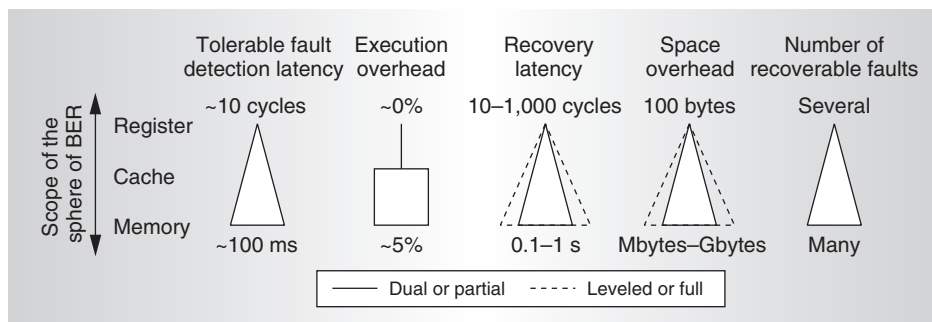 Tolerable fault
detection latency
Execution
overhead
Recovery
latency
Space
overhead
Number of
recoverable faults
Scope of the
sphere of BER
Register
Cache
Memory
~10 cycles
~0%
10–1,000 cycles
100 bytes
Several
~100 ms
~5%
0.1–1 s
Mbytes–Gbytes
Many
Dual or partial
Leveled or full